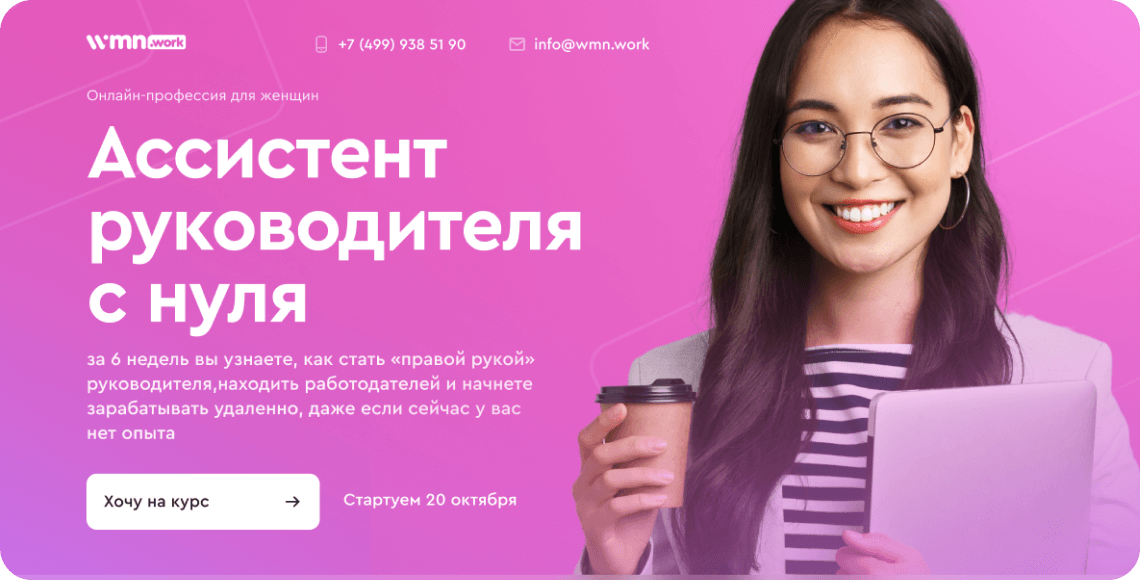 wmn.work
+7 (499) 938 51 90
info@wmn.work
Онлайн-профессия для женщин
Ассистент
руководителя
с нуля
за 6 недель вы узнаете, как стать «правой рукой»
руководителя,находить работодателей и начнете
зарабатывать удаленно, даже если сейчас у вас
нет опыта
Хочу на курс →
Стартуем 20 октября